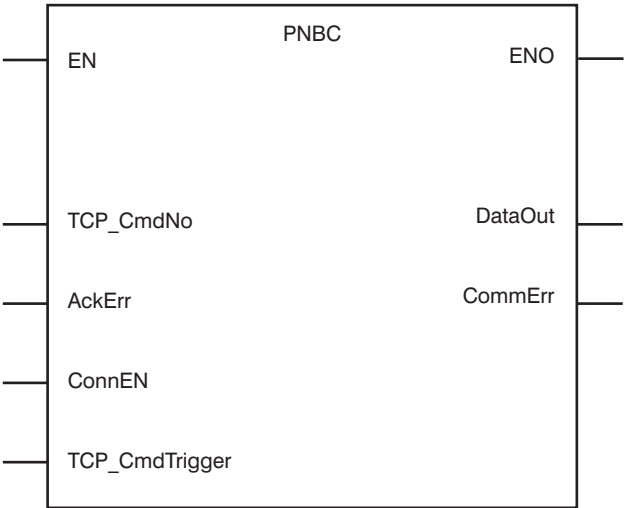 PNBC
EN
ENO
TCP_CmdNo
DataOut
AckErr
CommErr
ConnEN
TCP_CmdTrigger